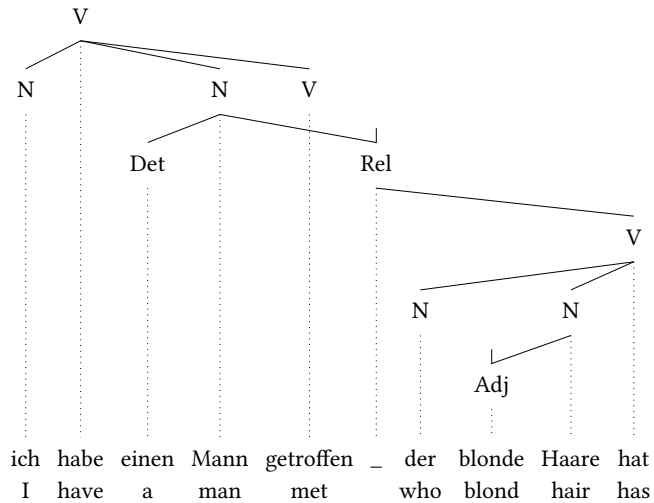 V
N N V
Det Rel
V
N N
Adj
ich habe einen Mann getroffen _ der blonde Haare hat
I have a man met who blond hair has